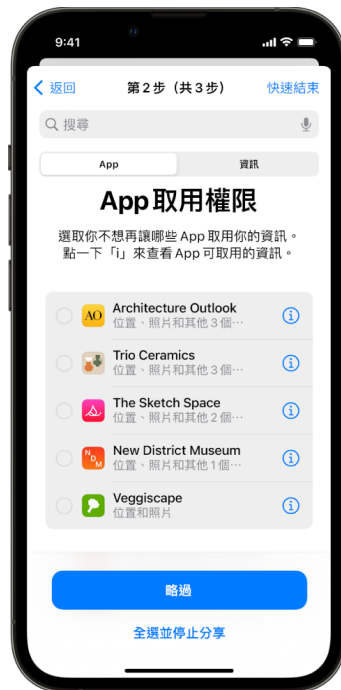 9:41
返回
第 2 步（共 3 步）
快速結束
搜尋
App
資訊
App 取用權限
選取你不想再讓哪些 App 取用你的資訊。
點一下「i」來查看 App 可取用的資訊。
AO
Architecture Outlook
位置、照片和其他 3 個⋯
Trio Ceramics
位置、照片和其他 3 個⋯
The Sketch Space
位置、照片和其他 2 個⋯
NDM
New District Museum
位置、照片和其他 1 個⋯
Veggiscape
位置和照片
略過
全選並停止分享